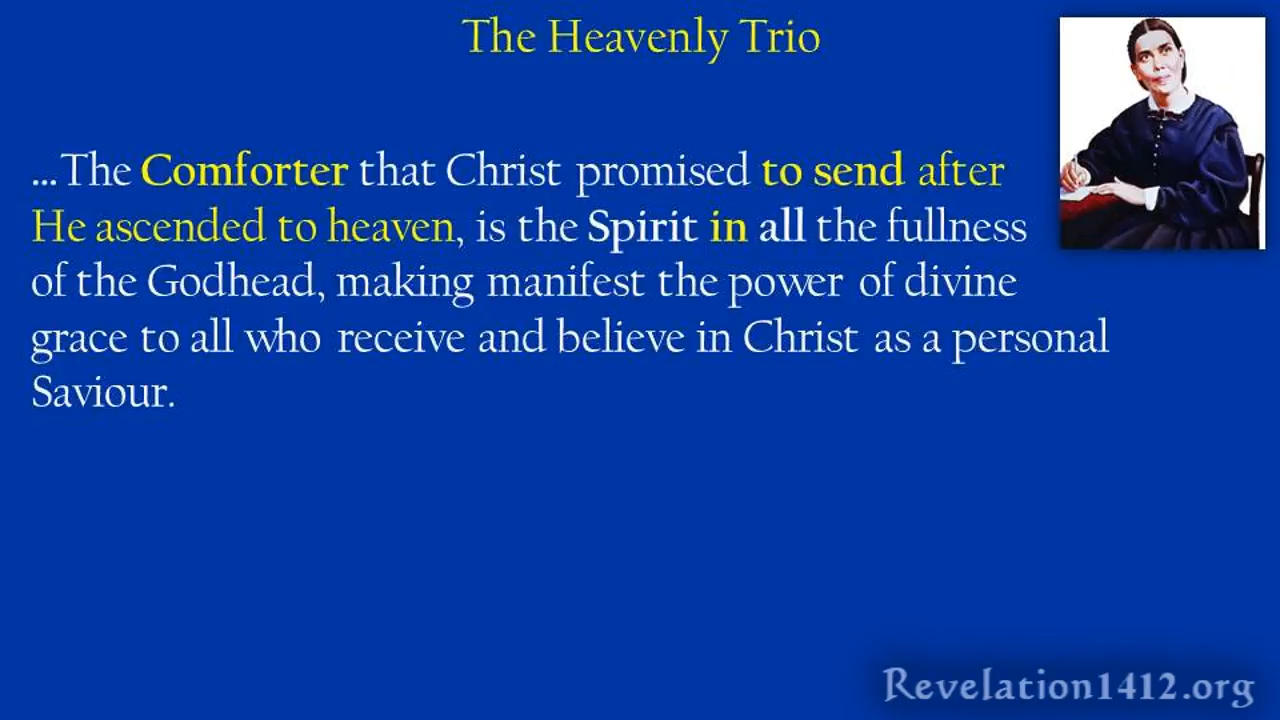 The Heavenly Trio
...The Comforter that Christ promised to send after
He ascended to heaven, is the Spirit in all the fullness
of the Godhead, making manifest the power of divine
grace to all who receive and believe in Christ as a personal
Saviour.
Revelation1412.org